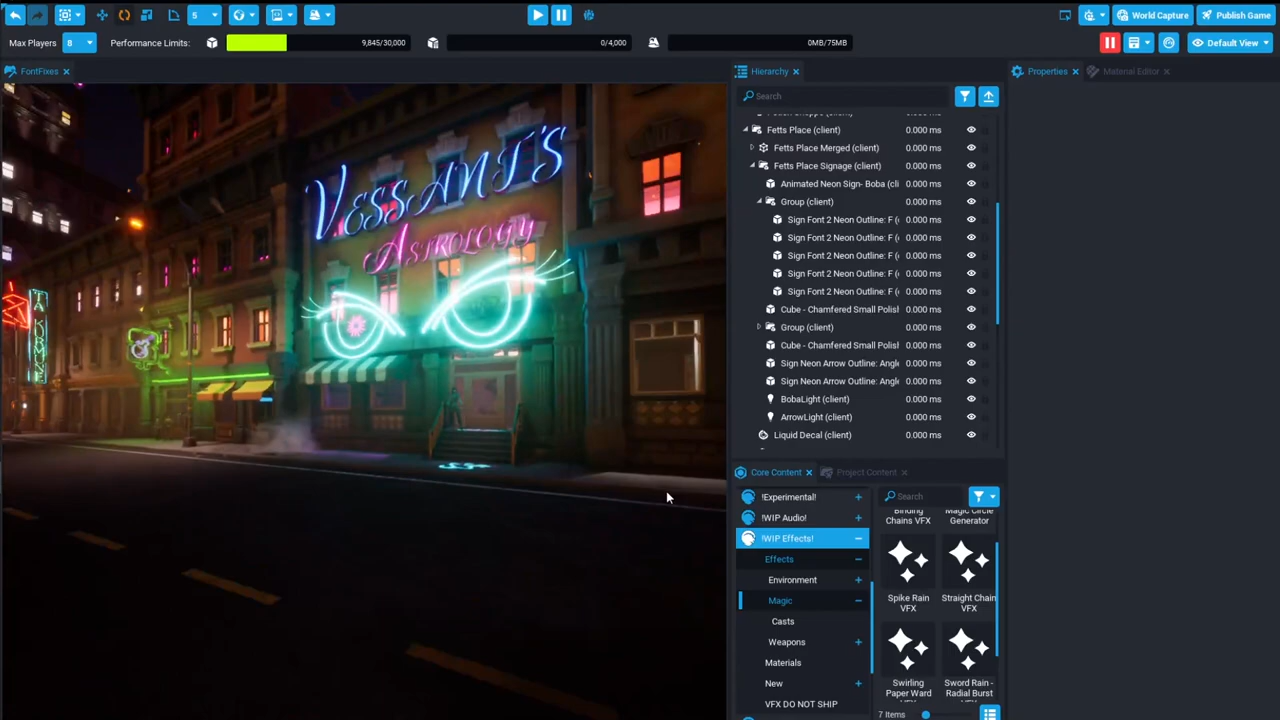 5
World Capture
Publish Game
Max Players
8
Performance Limits:
9,845/30,000
0/4,000
0MB/75MB
Default View
FontFixes
Hierarchy
Properties
Material Editor
Search
Fetts Place (client)
0.000 ms
Fetts Place Merged (client)
0.000 ms
Fetts Place Signage (client)
0.000 ms
Animated Neon Sign- Boba (cli
0.000 ms
Group (client)
0.000 ms
Sign Font 2 Neon Outline: F (
0.000 ms
Sign Font 2 Neon Outline: F (
0.000 ms
Sign Font 2 Neon Outline: F (
0.000 ms
Sign Font 2 Neon Outline: F (
0.000 ms
Sign Font 2 Neon Outline: F (
0.000 ms
Cube - Chamfered Small Polish
0.000 ms
Group (client)
0.000 ms
Cube - Chamfered Small Polish
0.000 ms
Sign Neon Arrow Outline: Angle
0.000 ms
Sign Neon Arrow Outline: Angle
0.000 ms
BobaLight (client)
0.000 ms
ArrowLight (client)
0.000 ms
Liquid Decal (client)
0.000 ms
VESSANT'S
ASTROLOGY
Core Content
Project Content
!Experimental!
!WIP Audio!
!WIP Effects!
Effects
Environment
Magic
Casts
Weapons
Materials
New
VFX DO NOT SHIP
Search
Binding
Chains VFX
Magic Circle
Generator
Spike Rain
VFX
Straight Chain
VFX
Swirling
Paper Ward
Sword Rain -
Radial Burst
7 Items